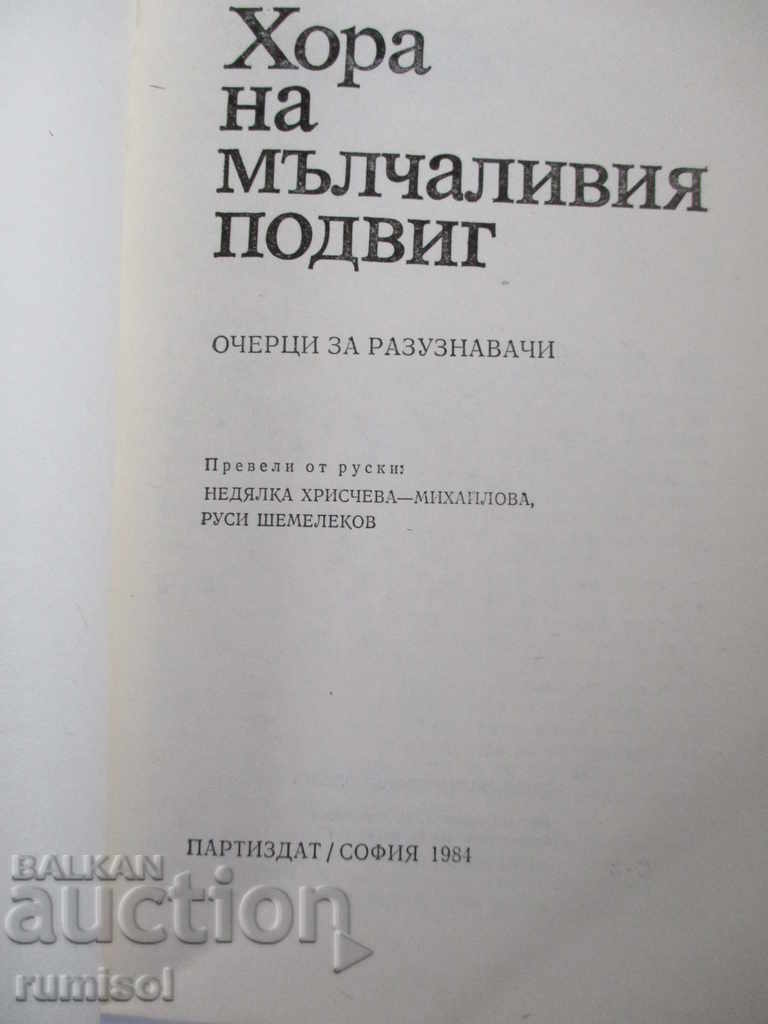 Хора
на
мълчаливия
подвиг
ОЧЕРЦИ ЗА РАЗУЗНАВАЧИ
Превели от руски:
НЕДЯЛКА ХРИСЧЕВА—МИХАЙЛОВА,
РУСИ ШЕМЕЛЕКОВ
ПАРТИЗДАТ/СОФИЯ 1984
BALKAN
auction
rumisol